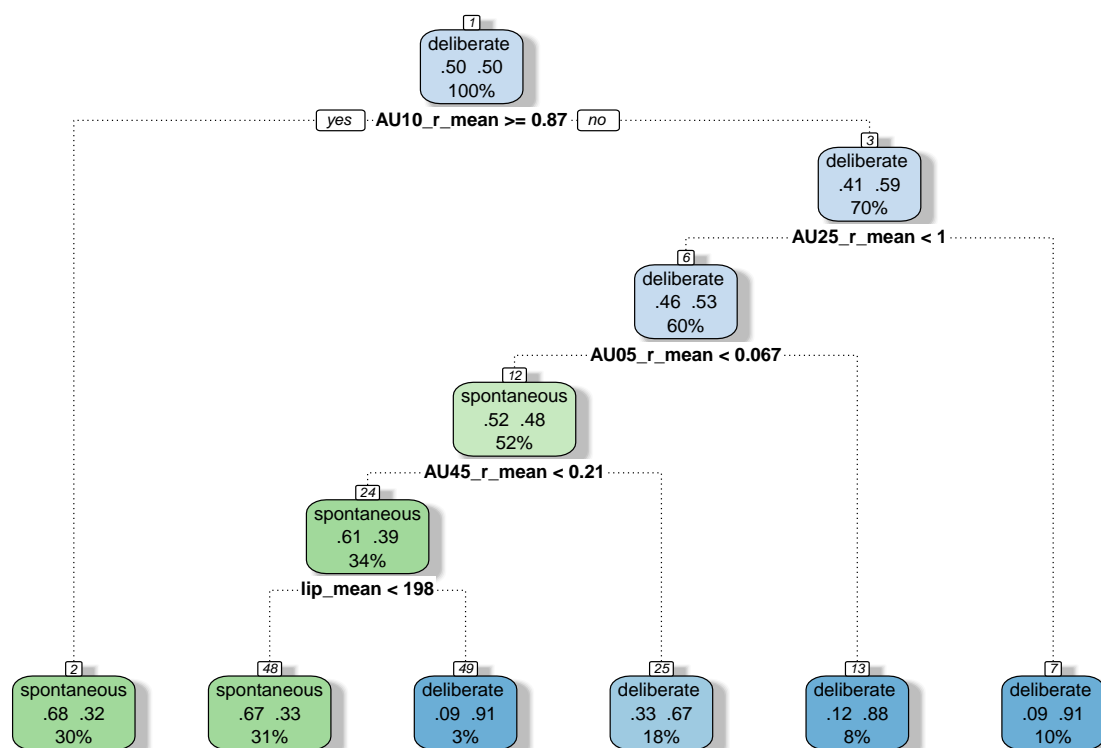 1
deliberate
.50 .50
100%
yes AU10_r_mean >= 0.87 no
3
deliberate
.41 .59
70%
AU25_r_mean < 1
6
deliberate
.46 .53
60%
AU05_r_mean < 0.067
12
spontaneous
.52 .48
52%
AU45_r_mean < 0.21
24
spontaneous
.61 .39
34%
lip_mean < 198
2
spontaneous
.68 .32
30%
48
spontaneous
.67 .33
31%
49
deliberate
.09 .91
3%
25
deliberate
.33 .67
18%
13
deliberate
.12 .88
8%
7
deliberate
.09 .91
10%